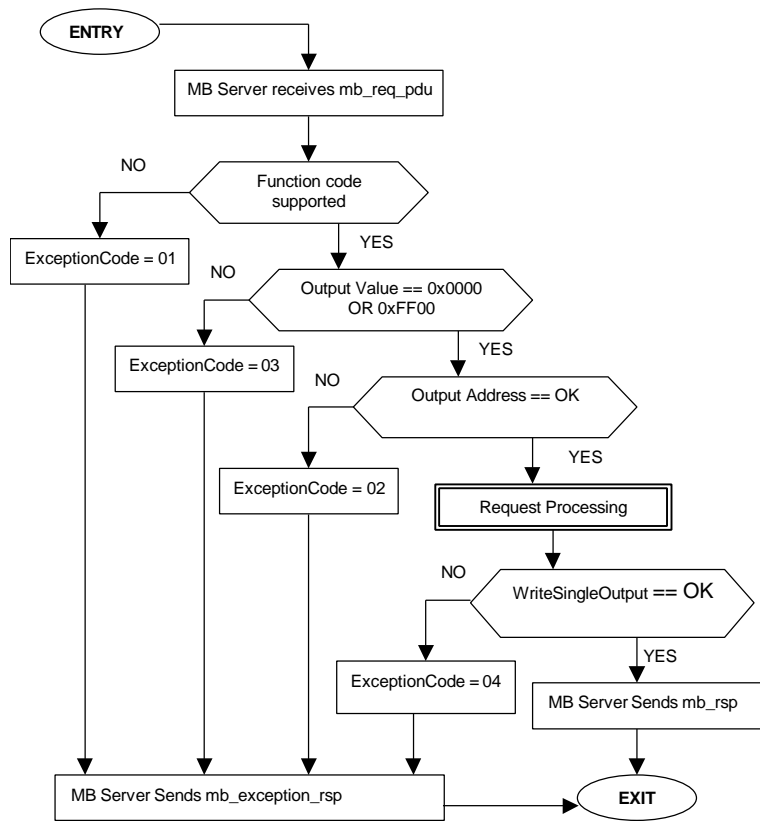 ENTRY
MB Server receives mb_req_pdu
NO
Function code
supported
YES
ExceptionCode = 01
NO
Output Value == 0x0000
OR 0xFF00
YES
ExceptionCode = 03
NO
Output Address == OK
YES
ExceptionCode = 02
Request Processing
NO
WriteSingleOutput == OK
YES
ExceptionCode = 04
MB Server Sends mb_rsp
MB Server Sends mb_exception_rsp
EXIT